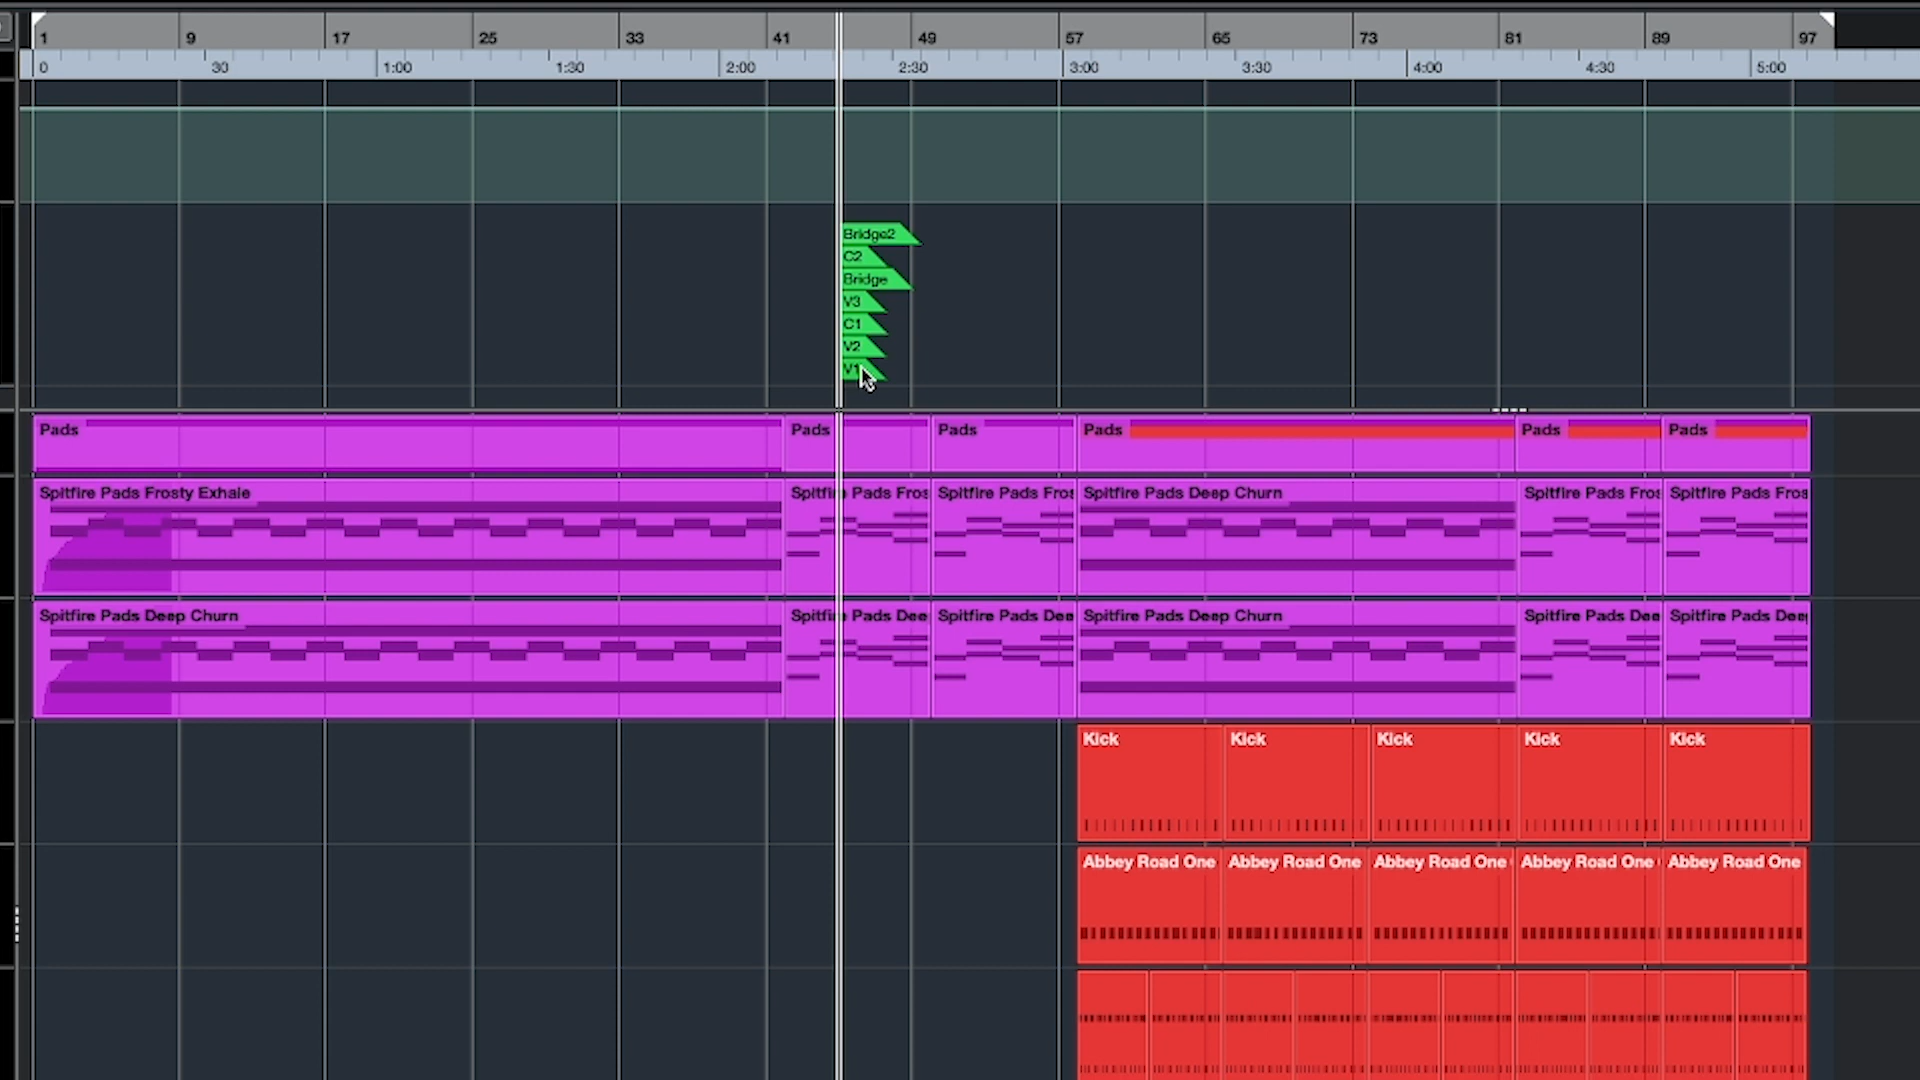 1 9 17 25 33 41 49 57 65 73 81 89 97
0 30 1:00 1:30 2:00 2:30 3:00 3:30 4:00 4:30 5:00
Bridge2
C2
Bridge
V3
C1
V2
V1
Pads Pads Pads Pads Pads Pads
Spitfire Pads Frosty Exhale Spitfire Pads Fros Spitfire Pads Fros Spitfire Pads Deep Churn Spitfire Pads Fros Spitfire Pads Fros
Spitfire Pads Deep Churn Spitfire Pads Dee Spitfire Pads Dee Spitfire Pads Deep Churn Spitfire Pads Dee Spitfire Pads Deep
Kick Kick Kick Kick Kick
Abbey Road One Abbey Road One Abbey Road One Abbey Road One Abbey Road One